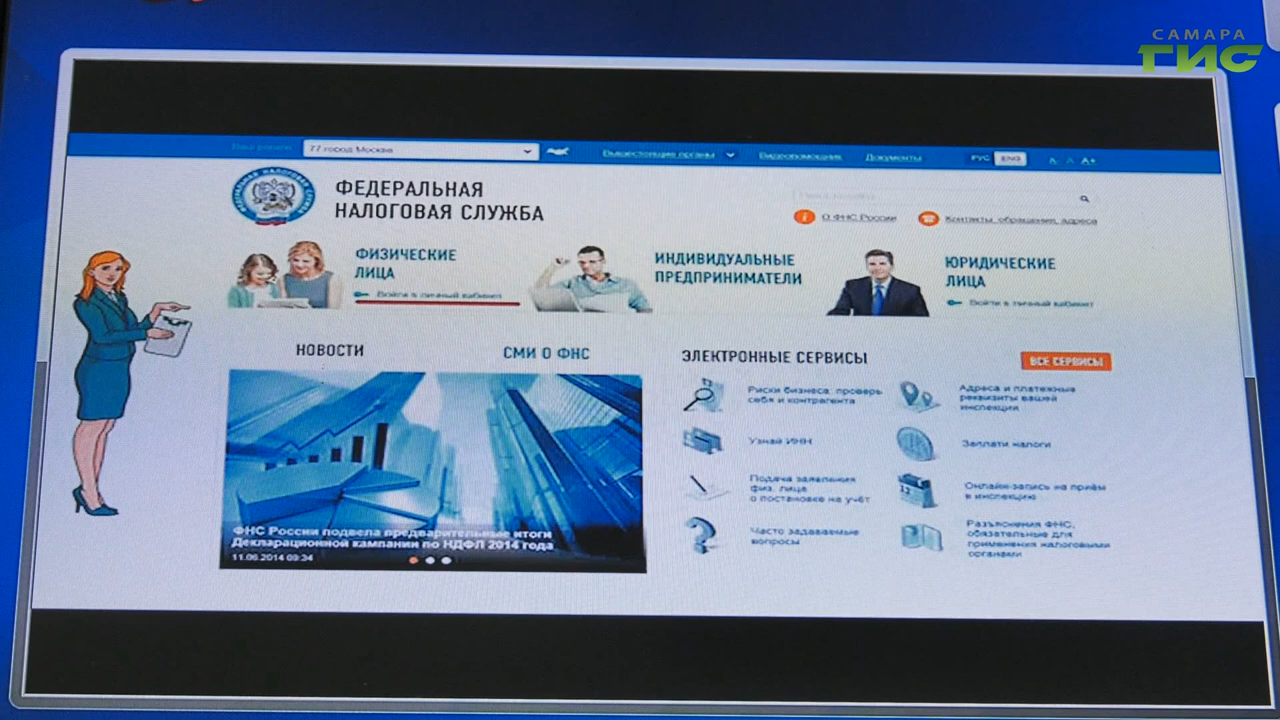 САМАРА
ГИС
Ваш регион
77 город Москва
Вышестоящие органы
Видеопомощник
Документы
РУС
ENG
A-
A
A+
ФЕДЕРАЛЬНАЯ
НАЛОГОВАЯ СЛУЖБА
О ФНС России
Контакты, обращения, адреса
ФИЗИЧЕСКИЕ
ЛИЦА
Войти в личный кабинет
ИНДИВИДУАЛЬНЫЕ
ПРЕДПРИНИМАТЕЛИ
ЮРИДИЧЕСКИЕ
ЛИЦА
Войти в личный кабинет
НОВОСТИ
СМИ О ФНС
ФНС России подвела предварительные итоги
Декларационной кампании по НДФЛ 2014 года
11.06.2014 09:34
ЭЛЕКТРОННЫЕ СЕРВИСЫ
ВСЕ СЕРВИСЫ
Риски бизнеса: проверь
себя и контрагента
Адреса и платежные
реквизиты вашей
инспекции
Узнай ИНН
Заплати налоги
Подача заявления
физ. лица
о постановке на учёт
Онлайн-запись на приём
в инспекцию
Часто задаваемые
вопросы
Разъяснения ФНС,
обязательные для
применения налоговыми
органами